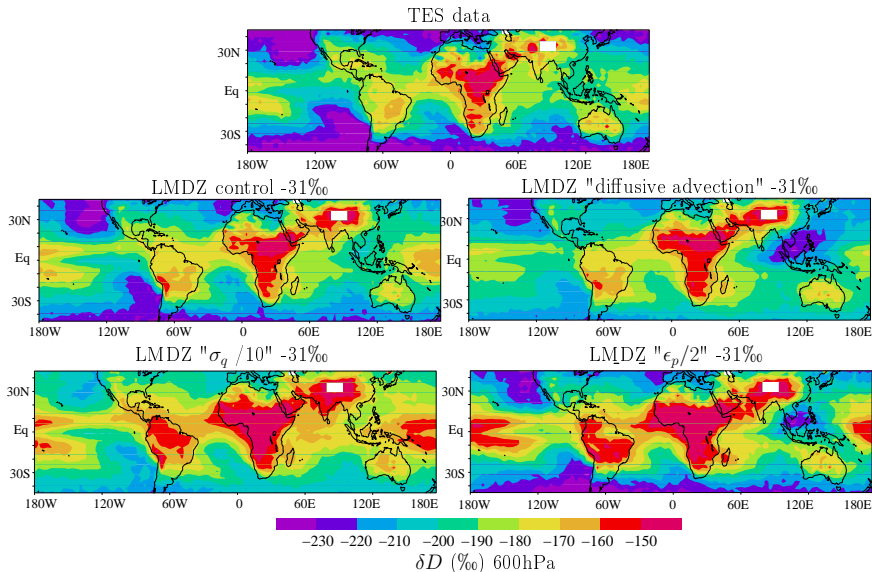 TES data
30N
Eq
30S
180W 120W 0 60E 120E 180E
LMDZ control -31‰ LMDZ "diffusive advection" -31‰
30N 30N
Eq Eq
30S 30S
180W 120W 60W 0 60E 120E 180E 180W 120W 60W 0 60E 120E 180E
LMDZ "σq /10" -31‰ LMDZ "ϵp/2" -31‰
30N 30N
Eq Eq
30S 30S
180W 120W 60W 0 60E 120E 180E 180W 120W 60W 0 60E 120E 180E
−230 −220 −210 −200 −190 −180 −170 −160 −150
δD (‰) 600hPa